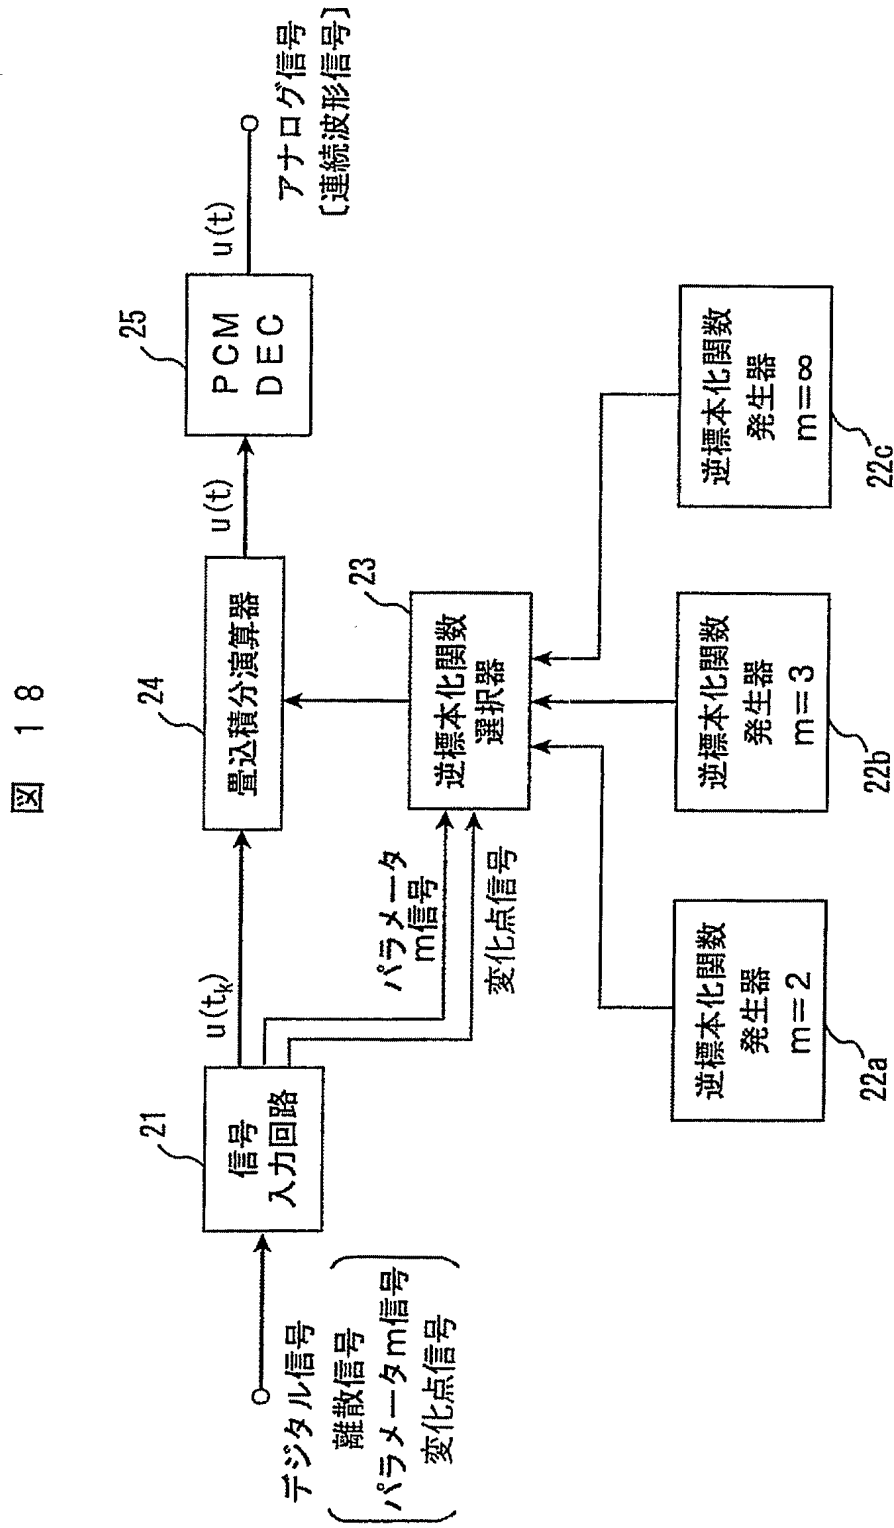 図 18
デジタル信号
離散信号
パラメータm信号
変化点信号
21
信号
入力回路
u(tk)
パラメータ
m信号
変化点信号
24
畳込積分演算器
u(t)
25
PCM
DEC
u(t)
アナログ信号
〔連続波形信号〕
23
逆標本化関数
選択器
逆標本化関数
発生器
m=2
22a
逆標本化関数
発生器
m=3
22b
逆標本化関数
発生器
m=∞
22c